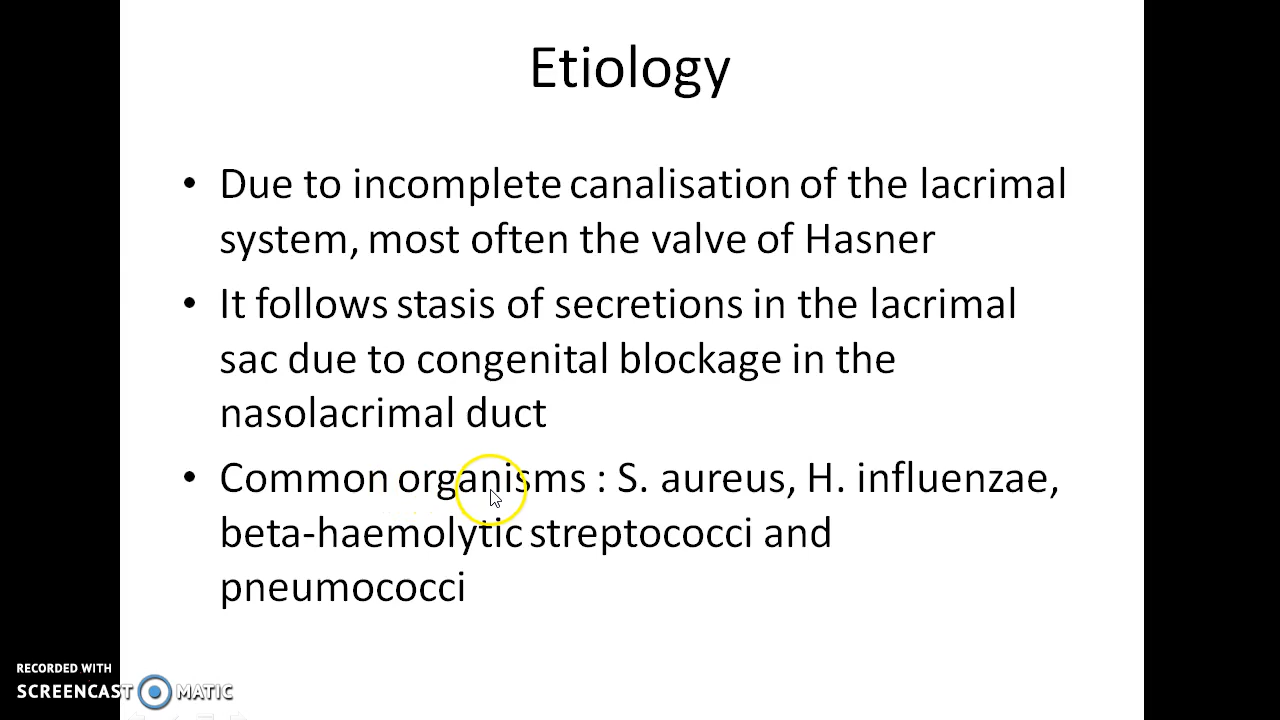 Etiology
• Due to incomplete canalisation of the lacrimal
system, most often the valve of Hasner
• It follows stasis of secretions in the lacrimal
sac due to congenital blockage in the
nasolacrimal duct
• Common organisms : S. aureus, H. influenzae,
beta-haemolytic streptococci and
pneumococci
RECORDED WITH
SCREENCAST MATIC